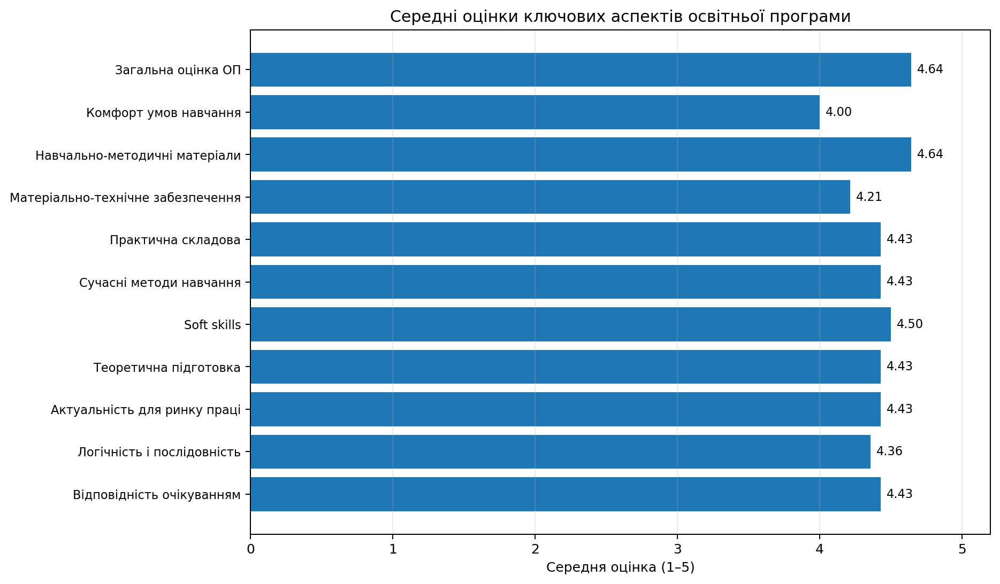 Середні оцінки ключових аспектів освітньої програми
Загальна оцінка ОП 4.64
Комфорт умов навчання 4.00
Навчально-методичні матеріали 4.64
Матеріально-технічне забезпечення 4.21
Практична складова 4.43
Сучасні методи навчання 4.43
Soft skills 4.50
Теоретична підготовка 4.43
Актуальність для ринку праці 4.43
Логічність і послідовність 4.36
Відповідність очікуванням 4.43
0 1 2 3 4 5
Середня оцінка (1–5)